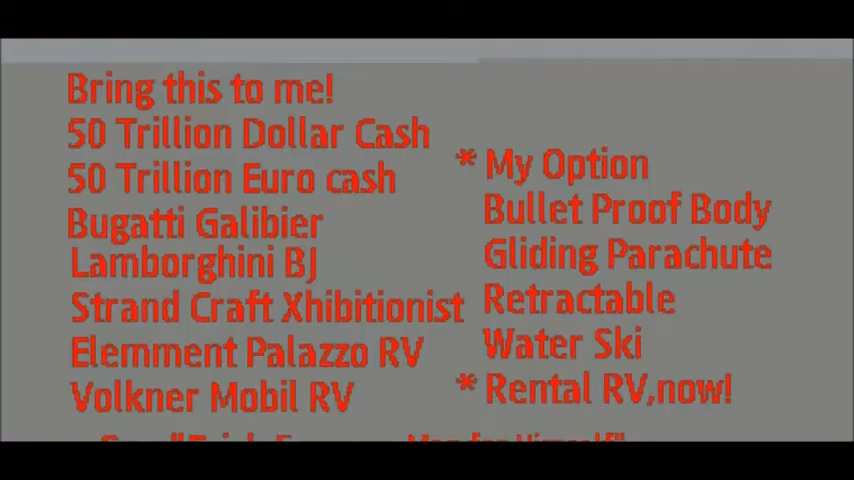 Bring this to me!
50 Trillion Dollar Cash
50 Trillion Euro cash
Bugatti Galibier
Lamborghini BJ
Strand Craft Xhibitionist
Elemment Palazzo RV
Volkner Mobil RV
* My Option
Bullet Proof Body
Gliding Parachute
Retractable
Water Ski
* Rental RV,now!